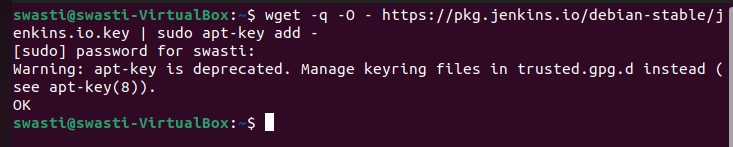 swasti@swasti-VirtualBox:~$ wget -q -O - https://pkg.jenkins.io/debian-stable/j
enkins.io.key | sudo apt-key add -
[sudo] password for swasti:
Warning: apt-key is deprecated. Manage keyring files in trusted.gpg.d instead (
see apt-key(8)).
OK
swasti@swasti-VirtualBox:~$